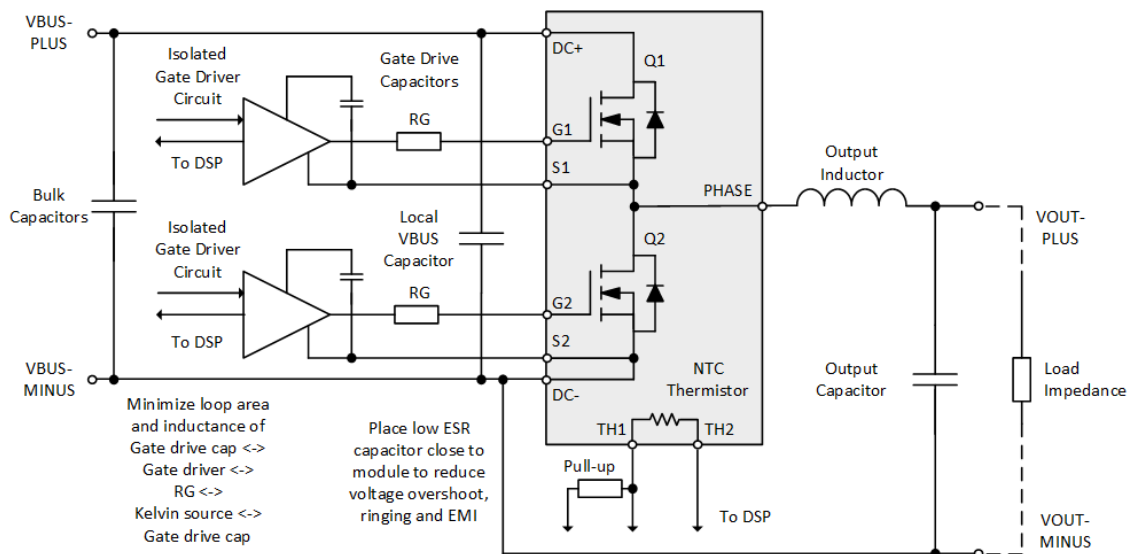 VBUS-
PLUS
Isolated
Gate Driver
Circuit
To DSP
Gate Drive
Capacitors
RG
DC+
Q1
G1
S1
PHASE
Output
Inductor
Bulk
Capacitors
Isolated
Gate Driver
Circuit
To DSP
Local
VBUS
Capacitor
RG
Q2
G2
S2
DC-
VOUT-
PLUS
VBUS-
MINUS
NTC
Thermistor
TH1
TH2
Output
Capacitor
Load
Impedance
Minimize loop area
and inductance of
Gate drive cap <->
Gate driver <->
RG <->
Kelvin source <->
Gate drive cap
Place low ESR
capacitor close to
module to reduce
voltage overshoot,
ringing and EMI
Pull-up
To DSP
VOUT-
MINUS